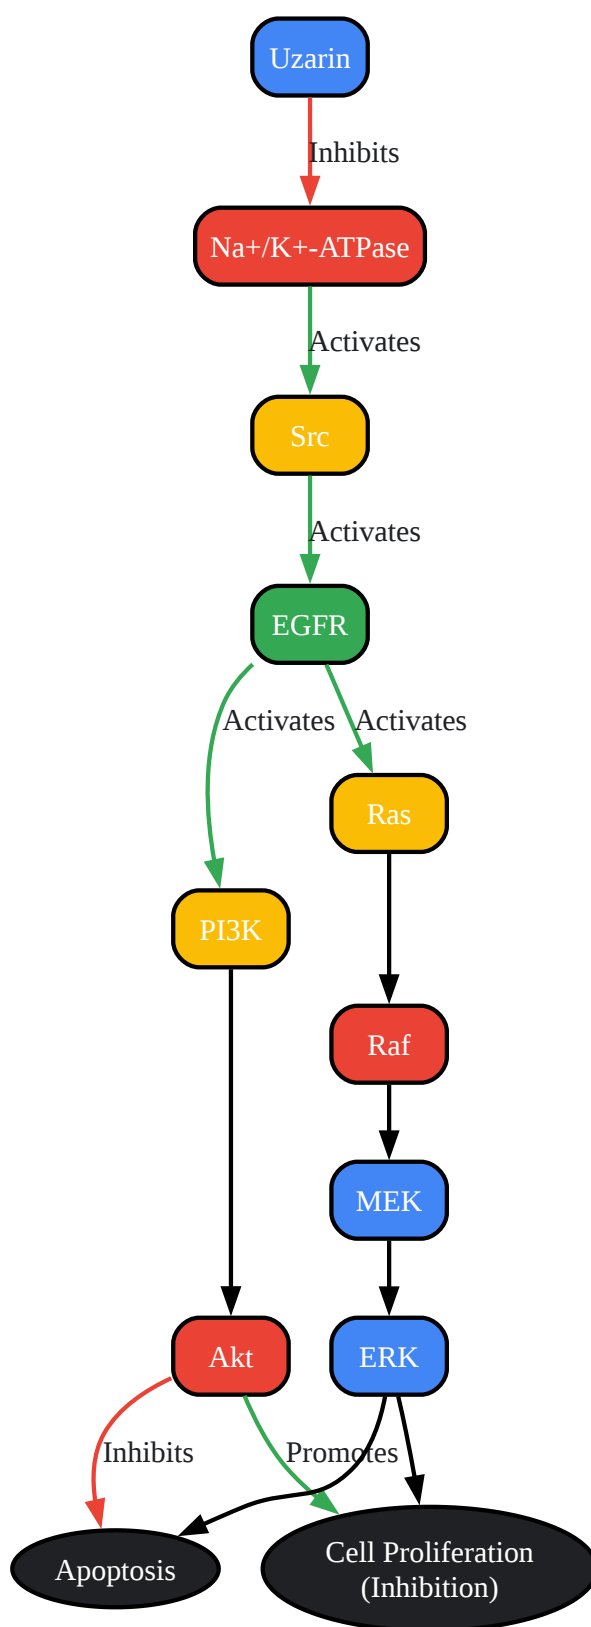 Uzarin
Inhibits
Na+/K+-ATPase
Activates
Src
Activates
EGFR
Activates
Activates
Ras
PI3K
Raf
MEK
Akt
ERK
Inhibits
Promotes
Apoptosis
Cell Proliferation
(Inhibition)